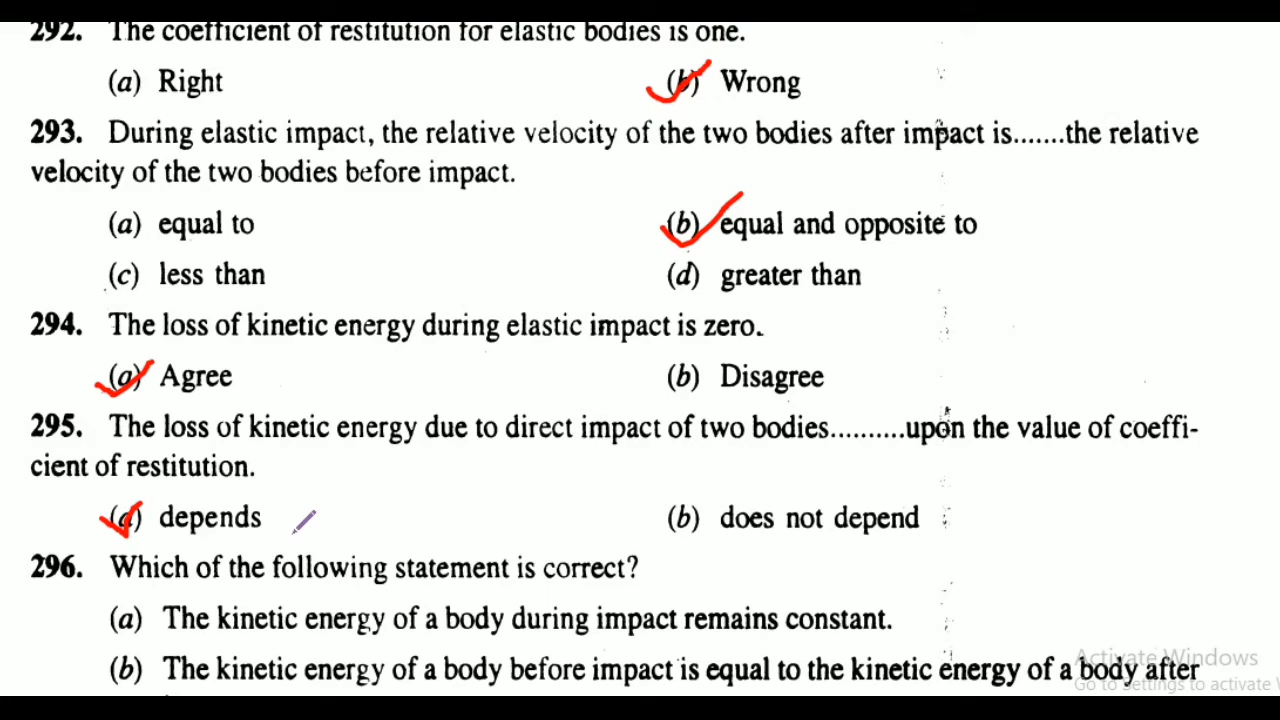 292. The coefficient of restitution for elastic bodies is one.
(a) Right (b) Wrong
293. During elastic impact, the relative velocity of the two bodies after impact is.......the relative
velocity of the two bodies before impact.
(a) equal to (b) equal and opposite to
(c) less than (d) greater than
294. The loss of kinetic energy during elastic impact is zero.
(a) Agree (b) Disagree
295. The loss of kinetic energy due to direct impact of two bodies..........upon the value of coeffi-
cient of restitution.
(a) depends (b) does not depend
296. Which of the following statement is correct?
(a) The kinetic energy of a body during impact remains constant.
(b) The kinetic energy of a body before impact is equal to the kinetic energy of a body after
Activate Windows
Go to Settings to activate